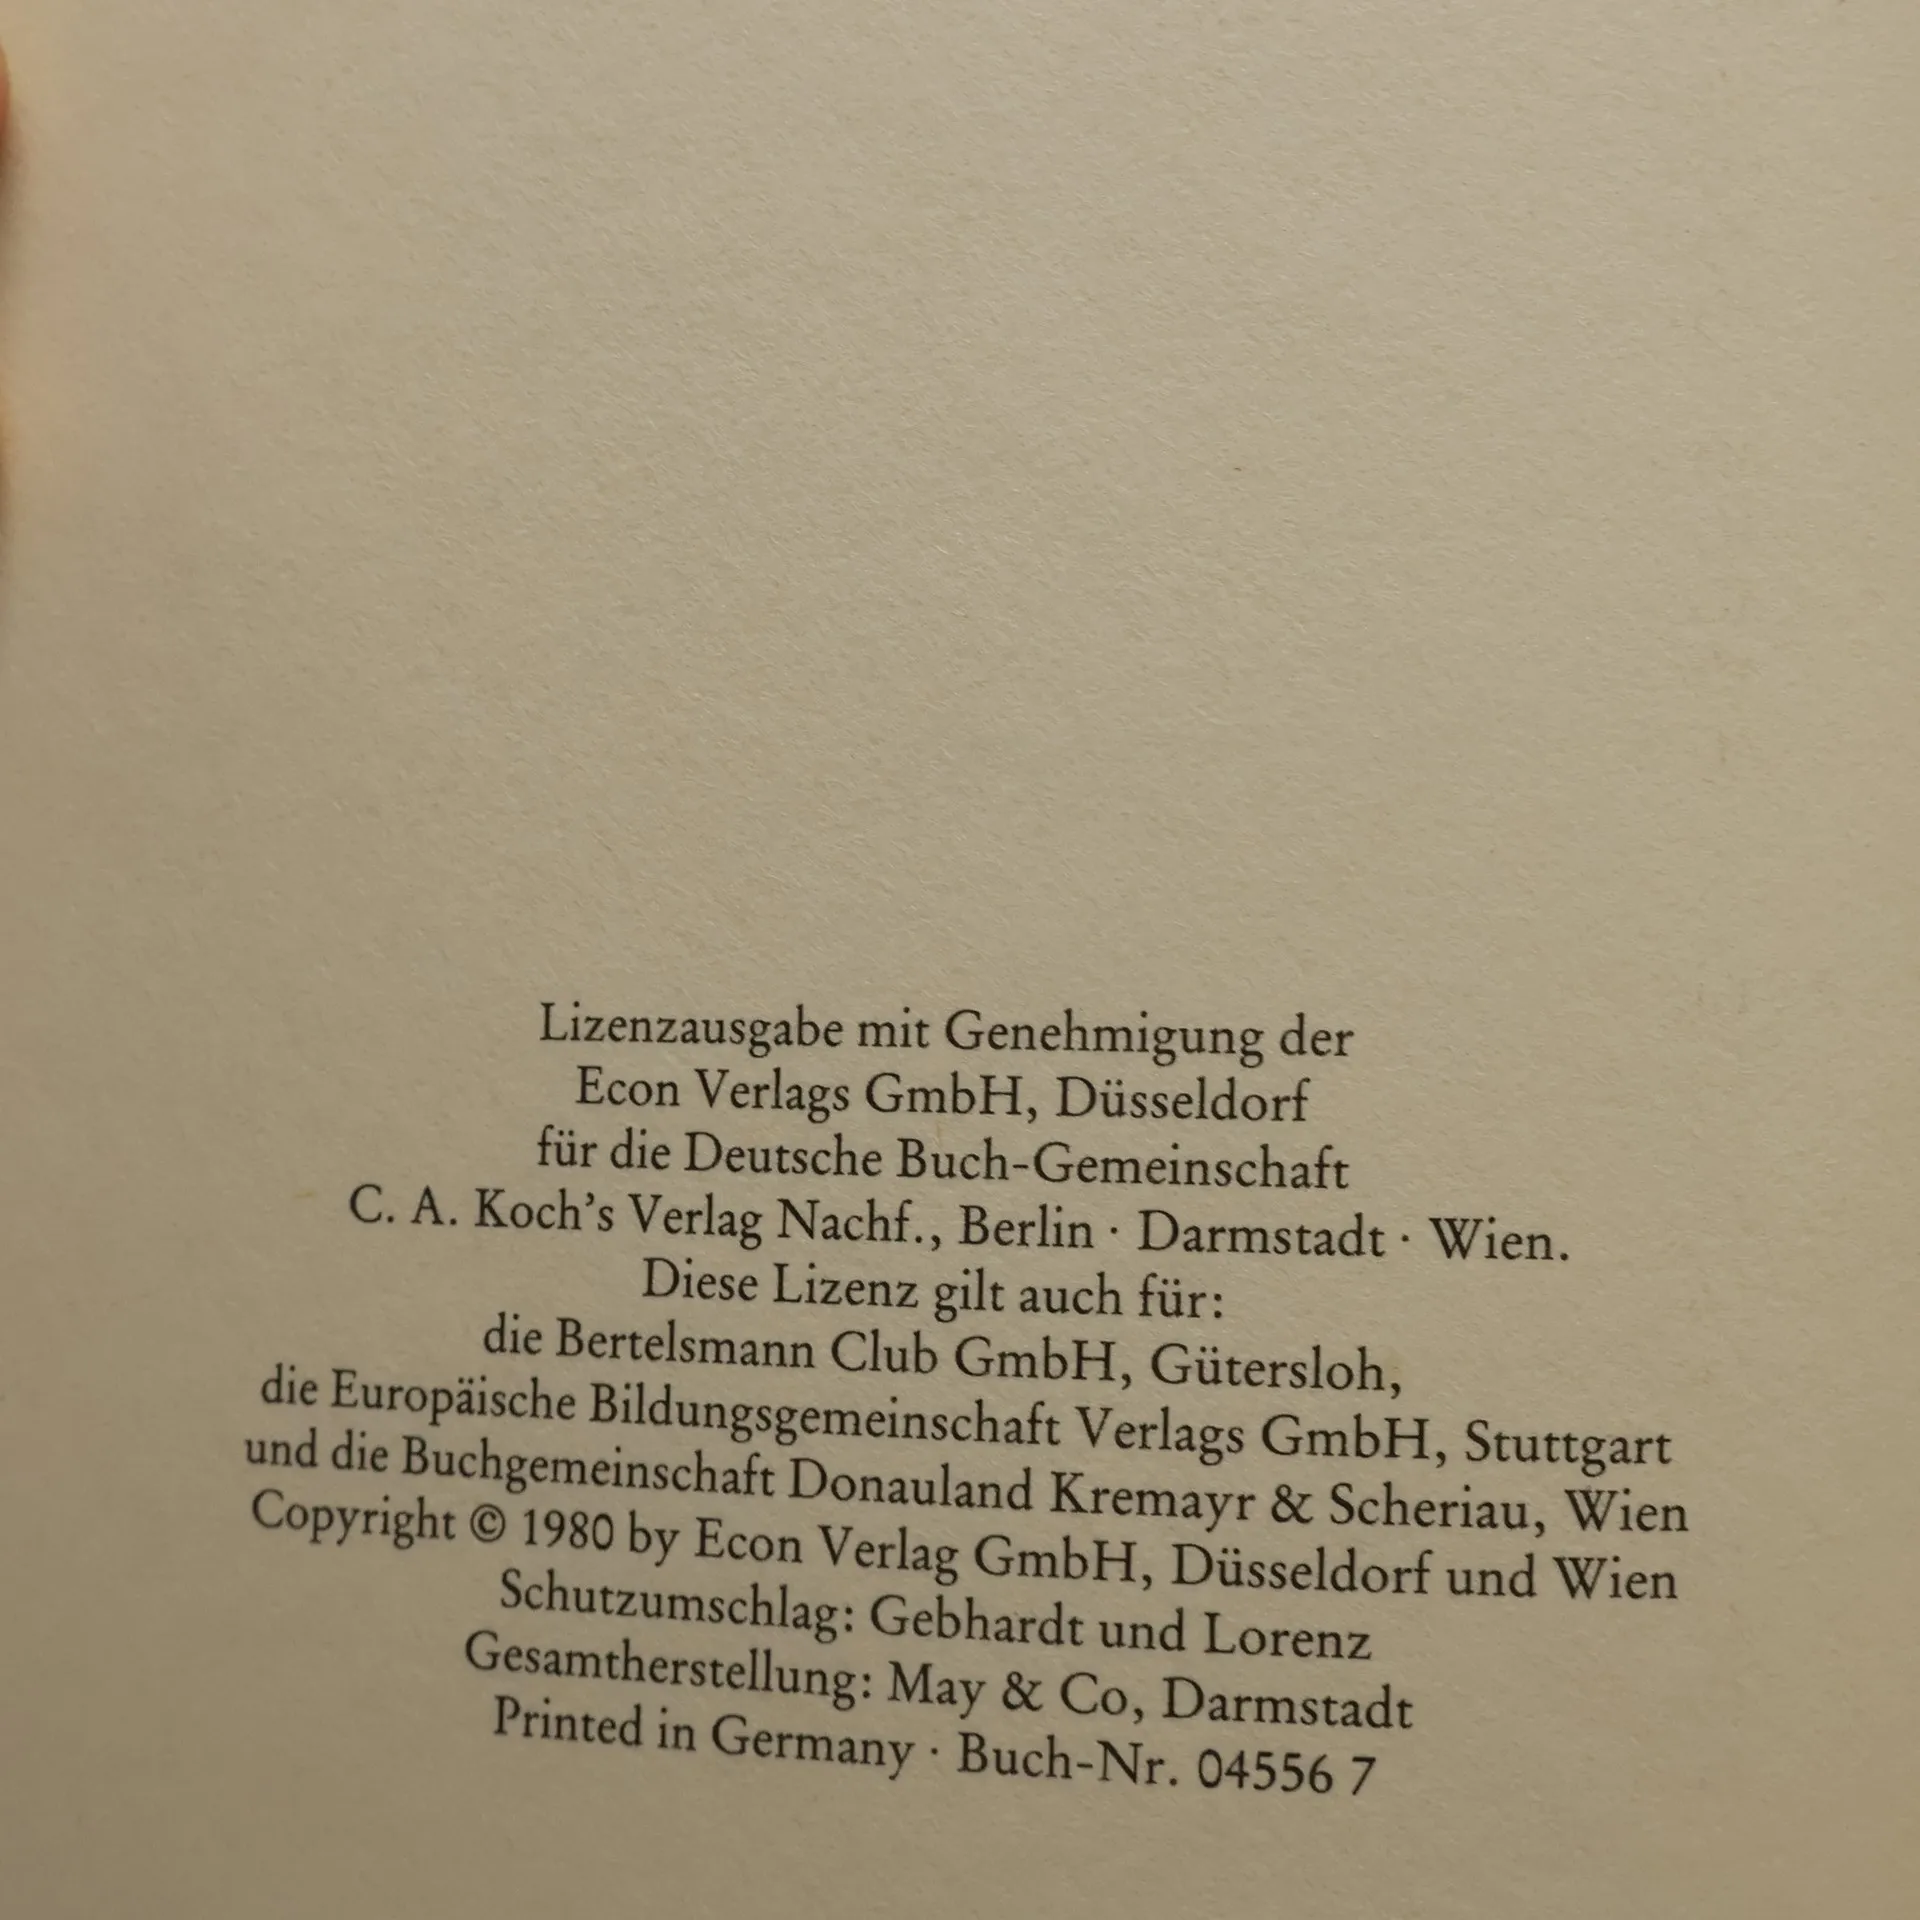 Lizenzausgabe mit Genehmigung der
Econ Verlags GmbH, Düsseldorf
für die Deutsche Buch-Gemeinschaft
C. A. Koch's Verlag Nachf., Berlin · Darmstadt · Wien.
Diese Lizenz gilt auch für:
die Bertelsmann Club GmbH, Gütersloh,
die Europäische Bildungsgemeinschaft Verlags GmbH, Stuttgart
und die Buchgemeinschaft Donauland Kremayr & Scheriau, Wien
Copyright © 1980 by Econ Verlag GmbH, Düsseldorf und Wien
Schutzumschlag: Gebhardt und Lorenz
Gesamtherstellung: May & Co, Darmstadt
Printed in Germany · Buch-Nr. 04556 7